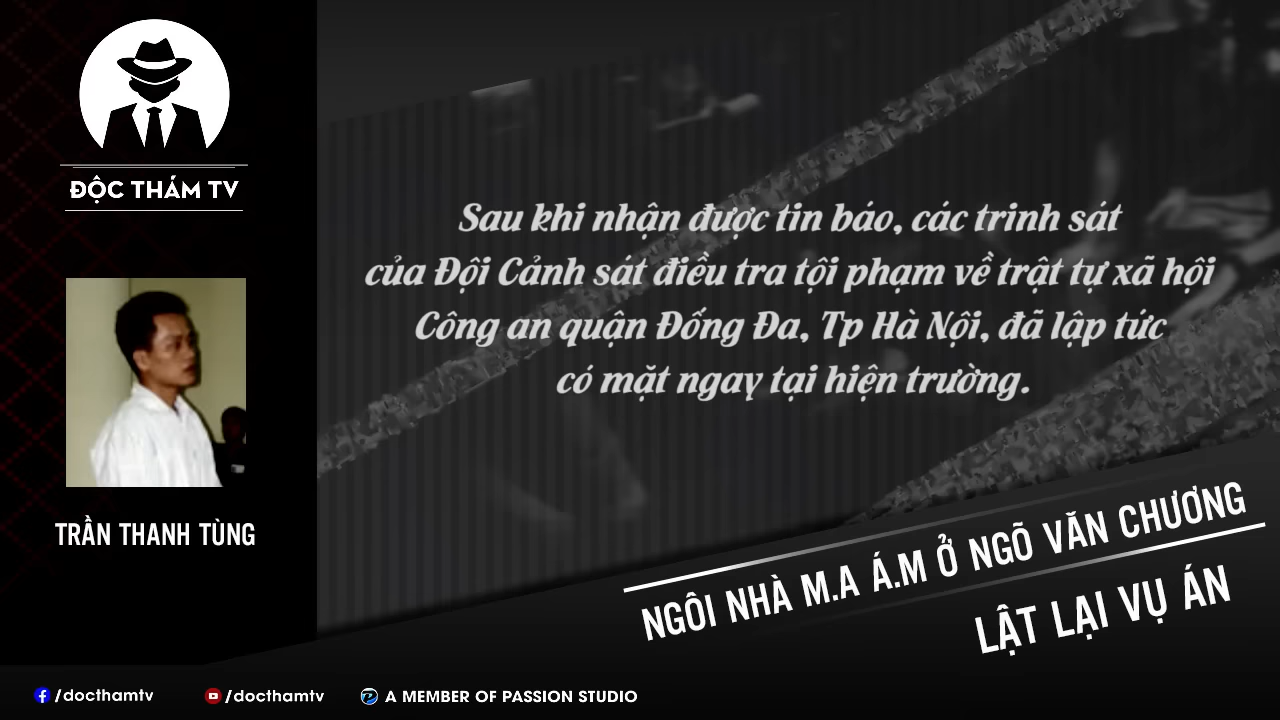 ĐỘC THÁM TV
TRẦN THANH TÙNG
Sau khi nhận được tin báo, các trinh sát
của Đội Cảnh sát điều tra tội phạm về trật tự xã hội
Công an quận Đống Đa, Tp Hà Nội, đã lập tức
có mặt ngay tại hiện trường.
NGÔI NHÀ M.A Á.M Ở NGÕ VĂN CHƯƠNG
LẬT LẠI VỤ ÁN
/docthamtv
/docthamtv
A MEMBER OF PASSION STUDIO